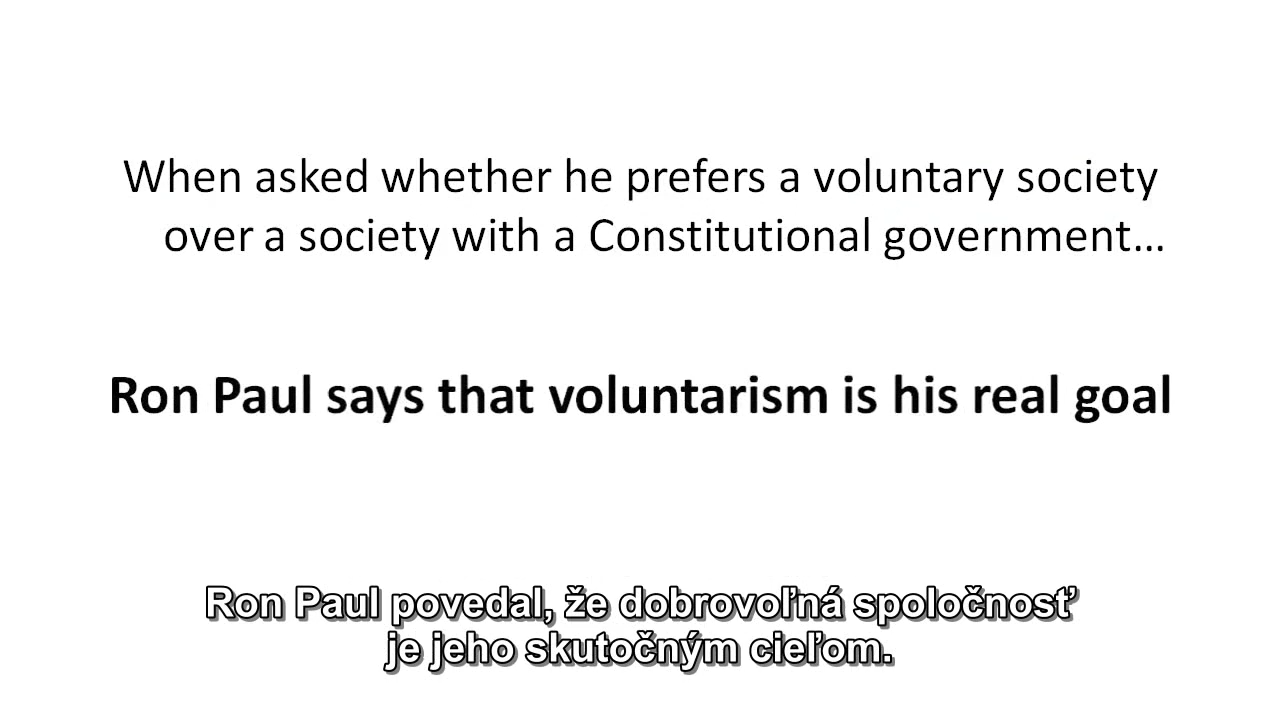 When asked whether he prefers a voluntary society
over a society with a Constitutional government…
Ron Paul says that voluntarism is his real goal
Ron Paul povedal, že dobrovoľná spoločnosť
je jeho skutočným cieľom.